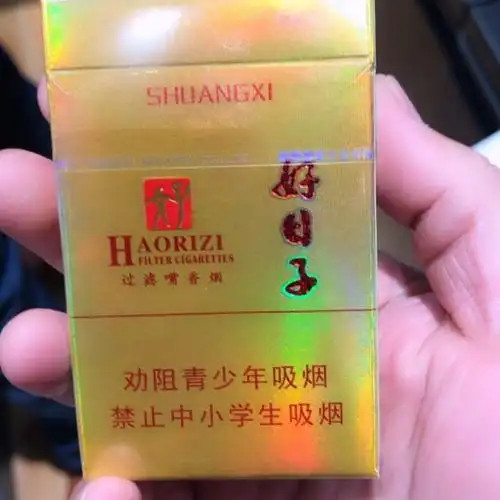 SHUANGXI
好日子
HAORIZI
FILTER CIGARETTES
过滤嘴香烟
劝阻青少年吸烟
禁止中小学生吸烟